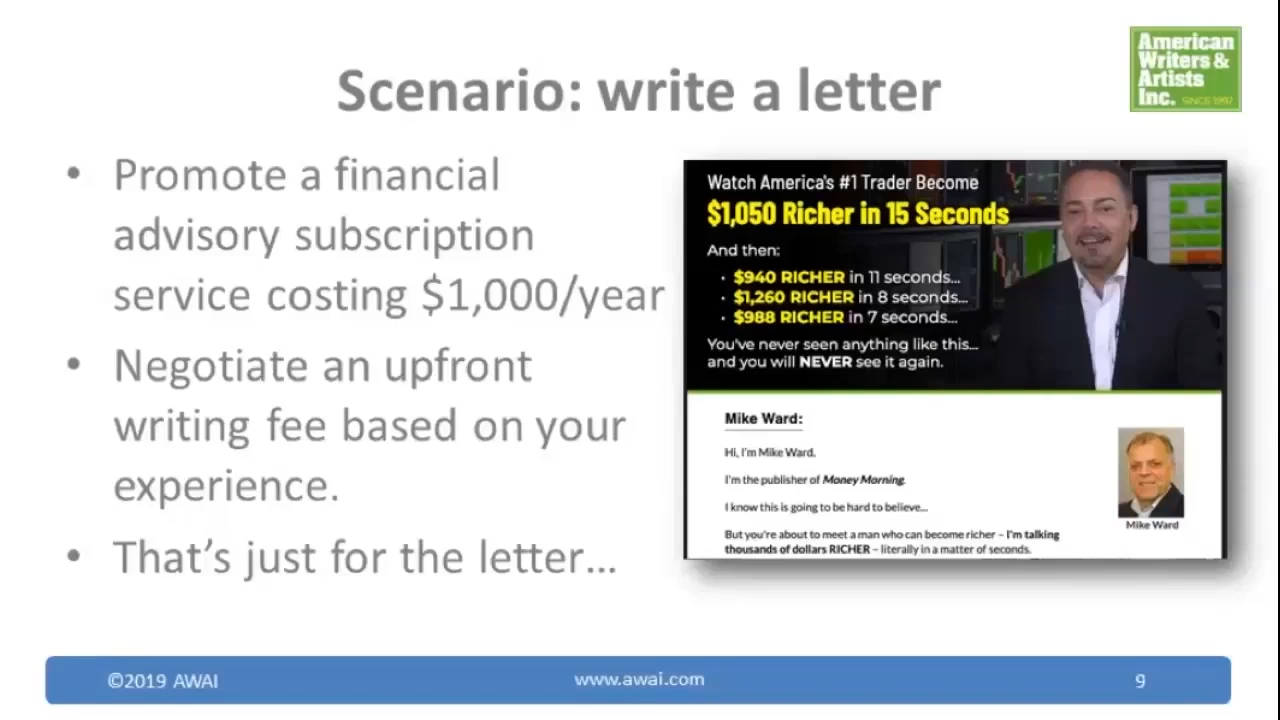 American
Writers &
Artists
Inc. SINCE 1997
Scenario: write a letter
• Promote a financial
advisory subscription
service costing $1,000/year
• Negotiate an upfront
writing fee based on your
experience.
• That’s just for the letter…
Watch America's #1 Trader Become
$1,050 Richer in 15 Seconds
And then:
· $940 RICHER in 11 seconds...
· $1,260 RICHER in 8 seconds...
· $988 RICHER in 7 seconds...
You've never seen anything like this...
and you will NEVER see it again.
Mike Ward:
Hi, I'm Mike Ward.
I'm the publisher of Money Morning.
I know this is going to be hard to believe...
But you're about to meet a man who can become richer – I'm talking
thousands of dollars RICHER – literally in a matter of seconds.
Mike Ward
©2019 AWAI
www.awai.com
9